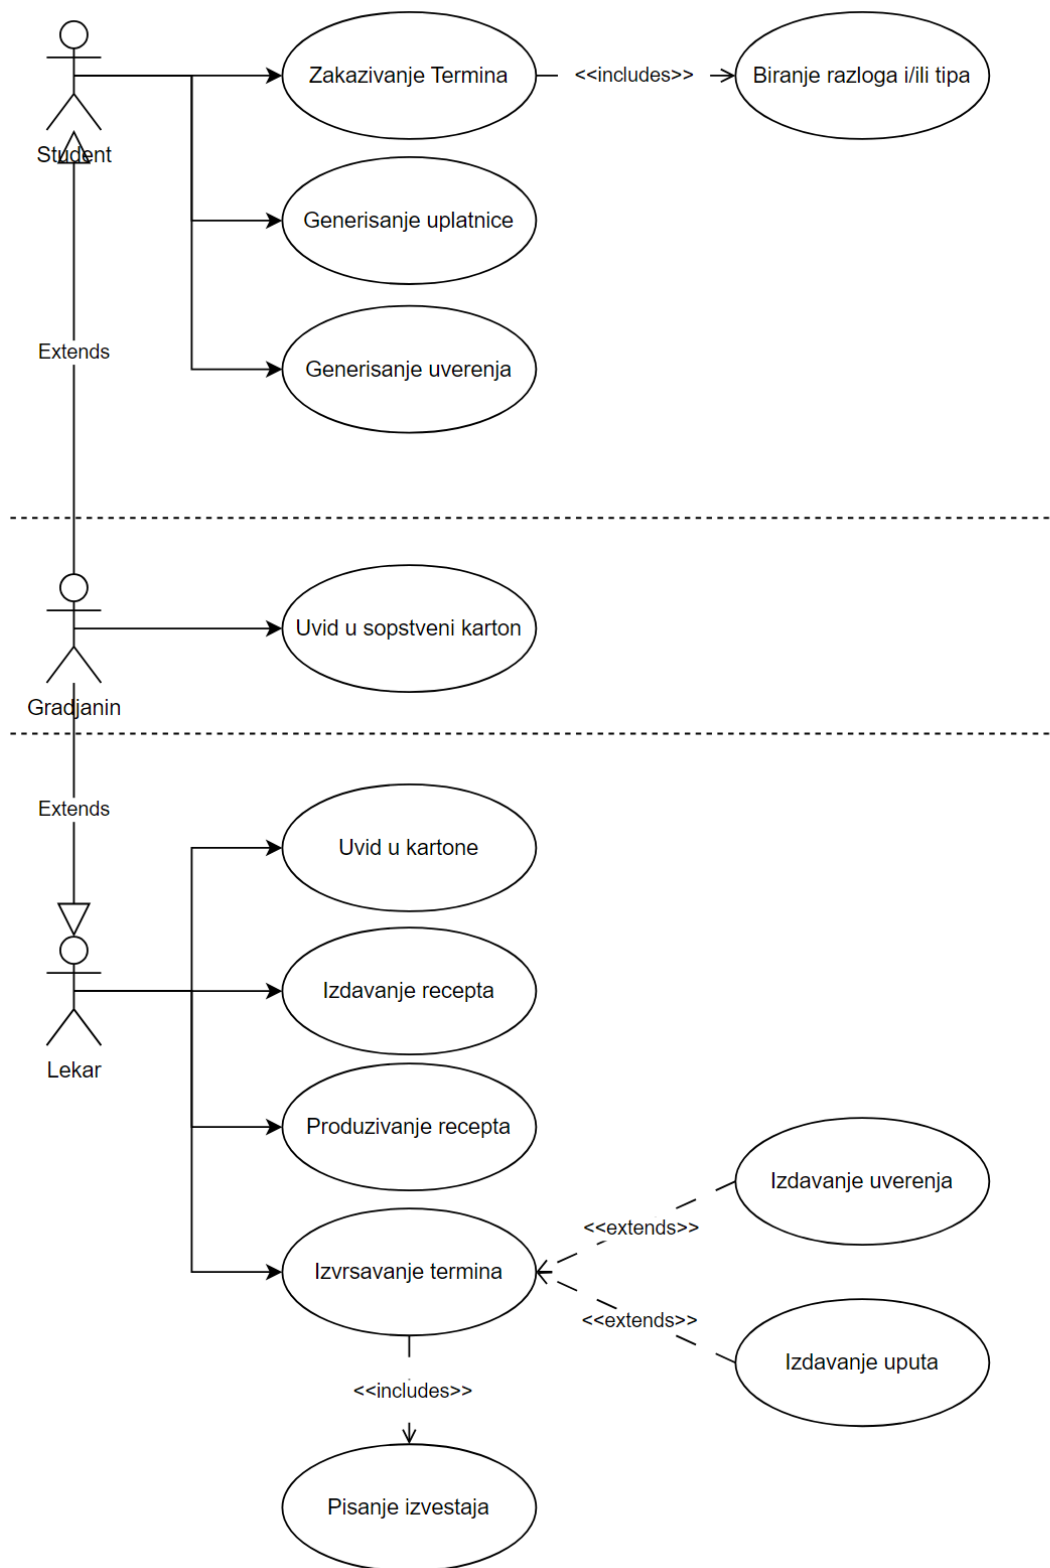 Zakazivanje Termina
<<includes>>
Biranje razloga i/ili tipa
Student
Generisanje uplatnice
Extends
Generisanje uverenja
Uvid u sopstveni karton
Gradjanin
Extends
Uvid u kartone
Izdavanje recepta
Lekar
Produzivanje recepta
Izdavanje uverenja
<<extends>>
Izvrsavanje termina
<<extends>>
Izdavanje uputa
<<includes>>
Pisanje izvestaja